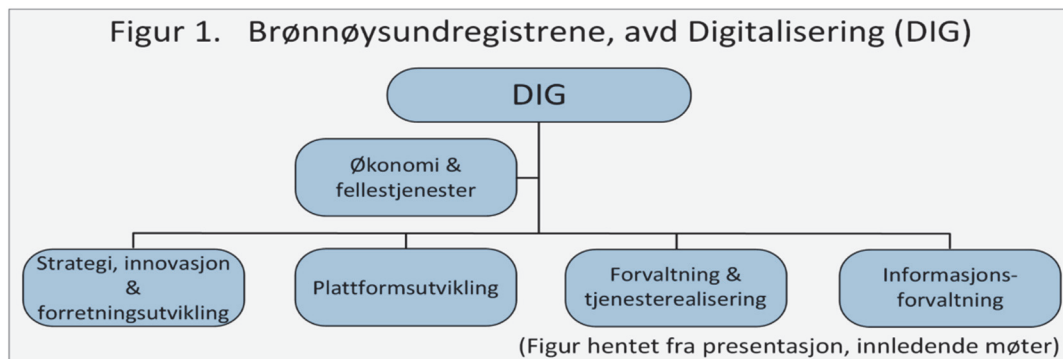 Figur 1. Brønnøysundregistrene, avd Digitalisering (DIG)
DIG
Økonomi &
fellestjenester
Strategi, innovasjon
&
forretningsutvikling
Plattformsutvikling
Forvaltning &
tjenesterealisering
Informasjons-
forvaltning
(Figur hentet fra presentasjon, innledende møter)